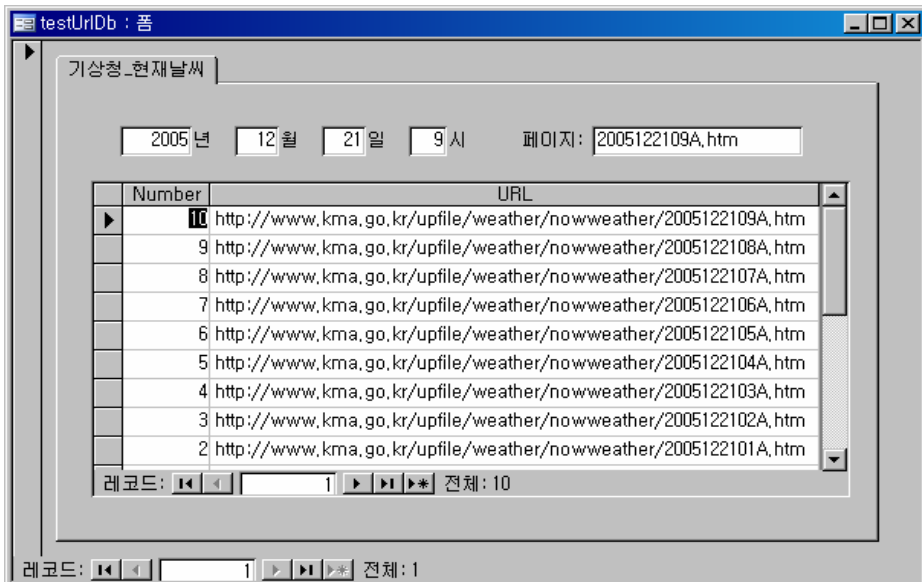 testUrlDb : 폼
기상청_현재날씨
2005 년 12 월 21 일 9 시 페이지: 2005122109A.htm
Number URL
10 http://www.kma.go.kr/upfile/weather/nowweather/2005122109A.htm
9 http://www.kma.go.kr/upfile/weather/nowweather/2005122108A.htm
8 http://www.kma.go.kr/upfile/weather/nowweather/2005122107A.htm
7 http://www.kma.go.kr/upfile/weather/nowweather/2005122106A.htm
6 http://www.kma.go.kr/upfile/weather/nowweather/2005122105A.htm
5 http://www.kma.go.kr/upfile/weather/nowweather/2005122104A.htm
4 http://www.kma.go.kr/upfile/weather/nowweather/2005122103A.htm
3 http://www.kma.go.kr/upfile/weather/nowweather/2005122102A.htm
2 http://www.kma.go.kr/upfile/weather/nowweather/2005122101A.htm
레코드: 1 전체: 10
레코드: 1 전체: 1